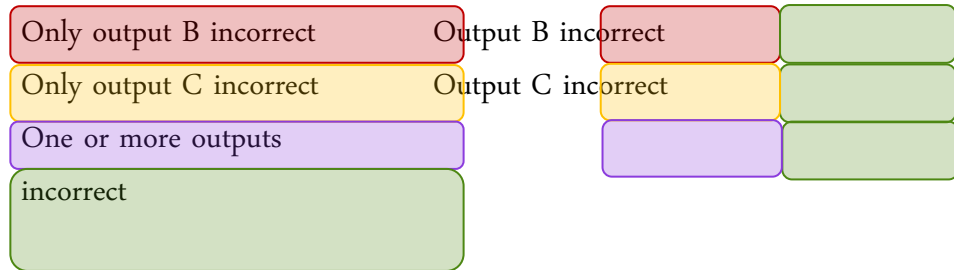 Only output B incorrect Output B incorrect
Only output C incorrect Output C incorrect
One or more outputs
incorrect